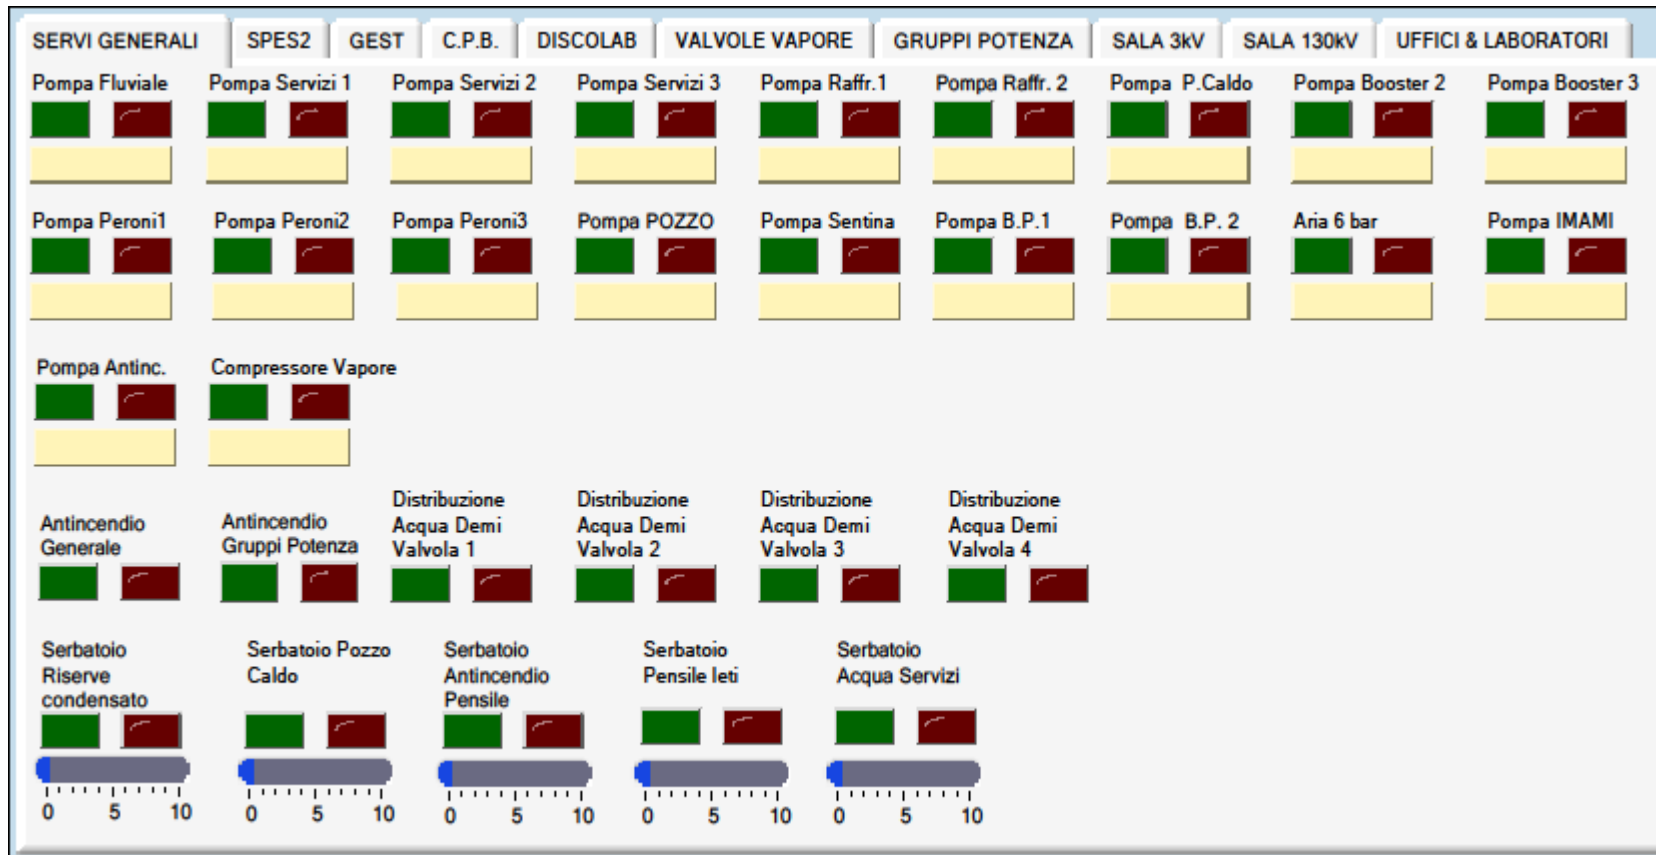 SERVI GENERALI SPES2 GEST C.P.B. DISCOLAB VALVOLE VAPORE GRUPPI POTENZA SALA 3kV SALA 130kV UFFICI & LABORATORI
Pompa Fluviale Pompa Servizi 1 Pompa Servizi 2 Pompa Servizi 3 Pompa Raffr.1 Pompa Raffr. 2 Pompa P.Caldo Pompa Booster 2 Pompa Booster 3
Pompa Peroni1 Pompa Peroni2 Pompa Peroni3 Pompa POZZO Pompa Sentina Pompa B.P.1 Pompa B.P. 2 Aria 6 bar Pompa IMAMI
Pompa Antinc. Compressore Vapore
Antincendio
Generale
Antincendio
Gruppi Potenza
Distribuzione
Acqua Demi
Valvola 1
Distribuzione
Acqua Demi
Valvola 2
Distribuzione
Acqua Demi
Valvola 3
Distribuzione
Acqua Demi
Valvola 4
Serbatoio
Riserve
condensato
0 5 10
Serbatoio Pozzo
Caldo
0 5 10
Serbatoio
Antincendio
Pensile
0 5 10
Serbatoio
Pensile Ieti
0 5 10
Serbatoio
Acqua Servizi
0 5 10